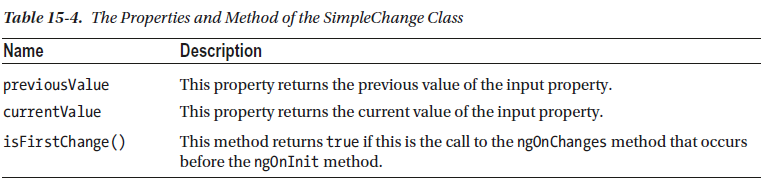 Table 15-4. The Properties and Method of the SimpleChange Class
Name Description
previousValue This property returns the previous value of the input property.
currentValue This property returns the current value of the input property.
isFirstChange() This method returns true if this is the call to the ngOnChanges method that occurs
before the ngOnInit method.